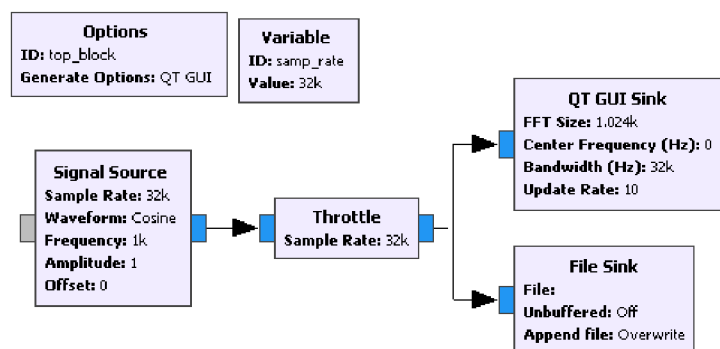 Options
ID: top_block
Generate Options: QT GUI
Variable
ID: samp_rate
Value: 32k
Signal Source
Sample Rate: 32k
Waveform: Cosine
Frequency: 1k
Amplitude: 1
Offset: 0
Throttle
Sample Rate: 32k
QT GUI Sink
FFT Size: 1.024k
Center Frequency (Hz): 0
Bandwidth (Hz): 32k
Update Rate: 10
File Sink
File:
Unbuffered: Off
Append file: Overwrite